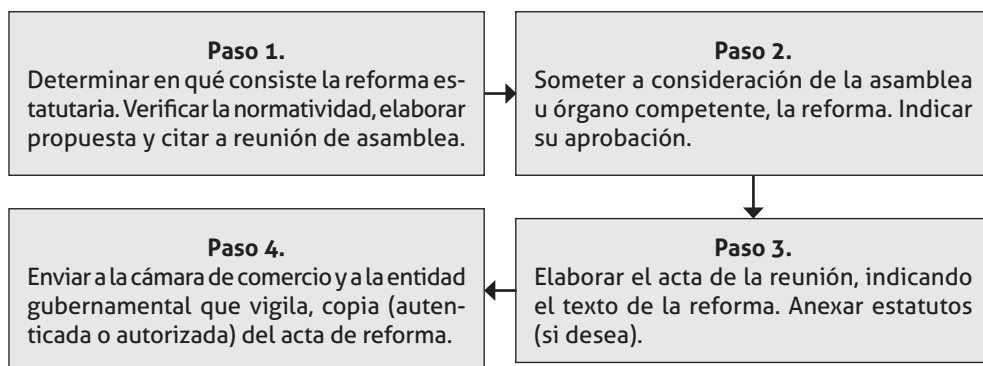 Paso 1.
Determinar en qué consiste la reforma es-
tatutaria. Verificar la normatividad, elaborar
propuesta y citar a reunión de asamblea.
Paso 2.
Someter a consideración de la asamblea
u órgano competente, la reforma. Indicar
su aprobación.
Paso 3.
Elaborar el acta de la reunión, indicando
el texto de la reforma. Anexar estatutos
(si desea).
Paso 4.
Enviar a la cámara de comercio y a la entidad
gubernamental que vigila, copia (auten-
ticada o autorizada) del acta de reforma.